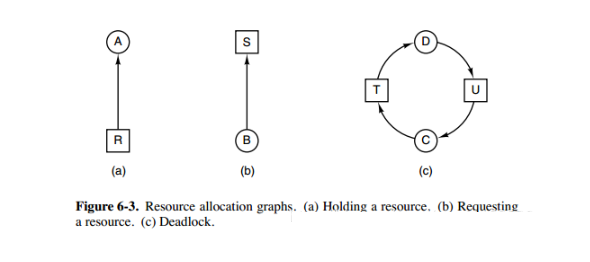 A S D
T U
R B C
(a) (b) (c)
Figure 6-3. Resource allocation graphs. (a) Holding a resource. (b) Requesting
a resource. (c) Deadlock.